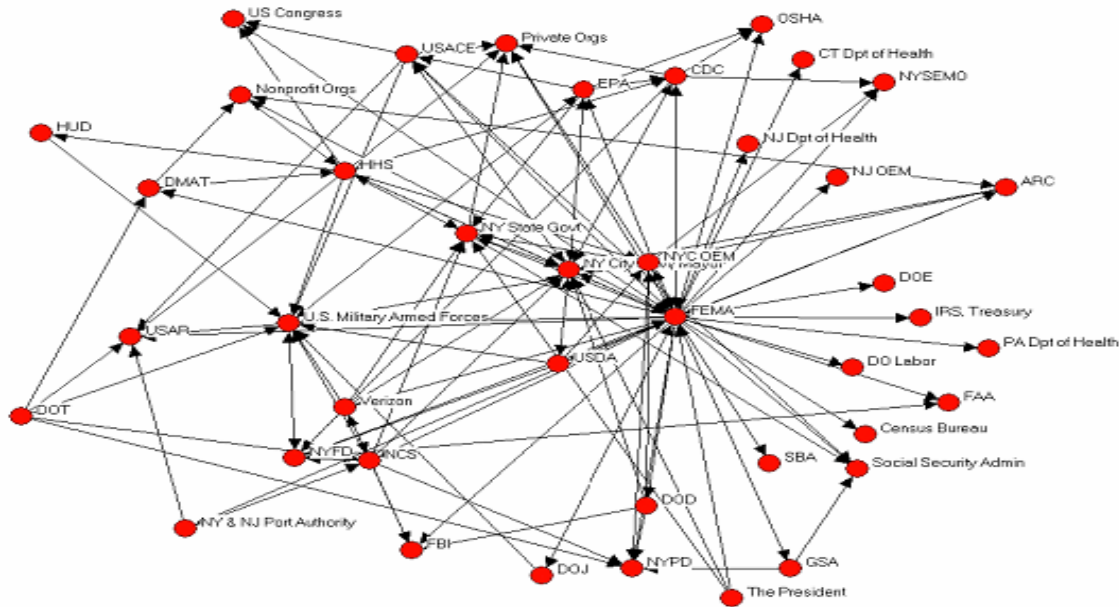 US Congress
OSHA
USACE
Private Orgs
CT Dpt of Health
CDC
NYSEMO
EPA
Nonprofit Orgs
HUD
NJ Dpt of Health
HHS
NJ OEM
ARC
DMAT
NY State Govt
NYC OEM
NY City
DOE
U.S. Military Armed Forces
FEMA
IRS, Treasury
USAR
PA Dpt of Health
USDA
DO Labor
DOT
Verizon
FAA
Census Bureau
NYFD
NCS
SBA
Social Security Admin
DOD
NY & NJ Port Authority
FBI
DOJ
NYPD
GSA
The President